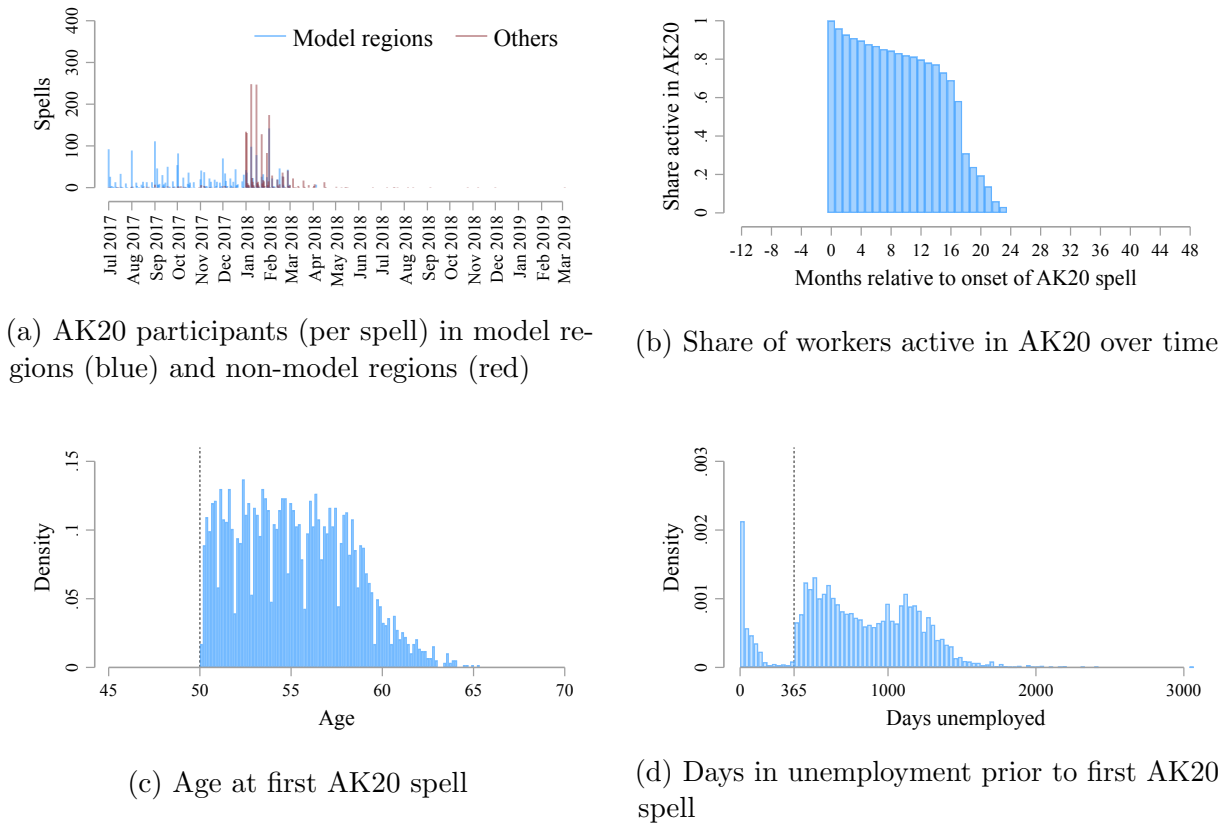 Model regions Others
Spells
400
300
200
100
0
Jul 2017
Aug 2017
Sep 2017
Oct 2017
Nov 2017
Dec 2017
Jan 2018
Feb 2018
Mar 2018
Apr 2018
May 2018
Jun 2018
Jul 2018
Aug 2018
Sep 2018
Oct 2018
Nov 2018
Dec 2018
Jan 2019
Feb 2019
Mar 2019
(a) AK20 participants (per spell) in model re-
gions (blue) and non-model regions (red)
Share active in AK20
1
.8
.6
.4
.2
0
-12 -8 -4 0 4 8 12 16 20 24 28 32 36 40 44 48
Months relative to onset of AK20 spell
(b) Share of workers active in AK20 over time
Density
.15
.1
.05
0
45 50 55 60 65 70
Age
(c) Age at first AK20 spell
Density
.003
.002
.001
0
0 365 1000 2000 3000
Days unemployed
(d) Days in unemployment prior to first AK20
spell